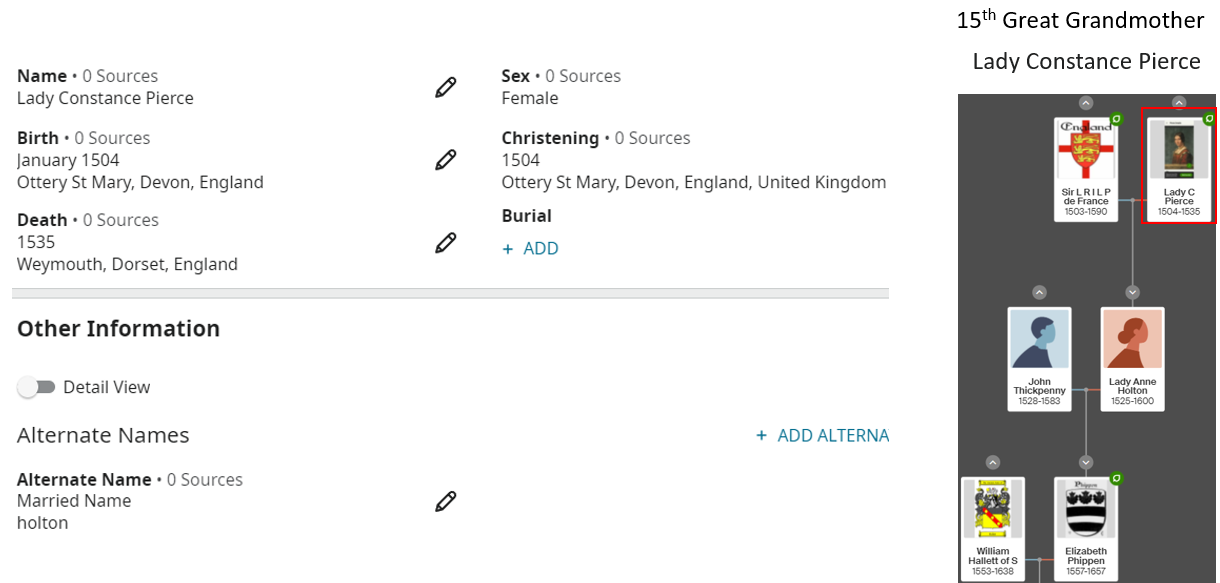 15th Great Grandmother
Lady Constance Pierce
Name • 0 Sources
Lady Constance Pierce
Sex • 0 Sources
Female
Birth • 0 Sources
January 1504
Ottery St Mary, Devon, England
Christening • 0 Sources
1504
Ottery St Mary, Devon, England, United Kingdom
Death • 0 Sources
1535
Weymouth, Dorset, England
Burial
+ ADD
Other Information
Detail View
Alternate Names
+ ADD ALTERNA
Alternate Name • 0 Sources
Married Name
holton
England
Sir L R I L P
de France
1503-1590
Lady C
Pierce
1504-1535
John
Thickpenny
1528-1583
Lady Anne
Holton
1525-1600
William
Hallett of S
1553-1638
Phippen
Elizabeth
Phippen
1557-1657